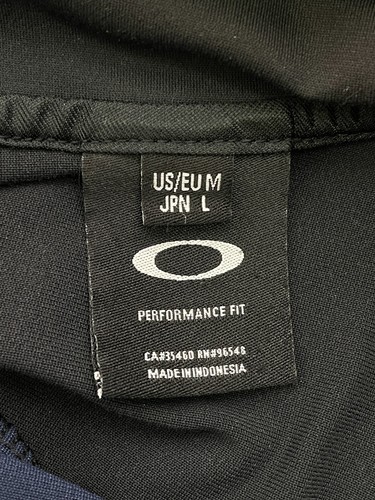 US/EU M
JPN L
PERFORMANCE FIT
CA#35460 RN#96548
MADE IN INDONESIA